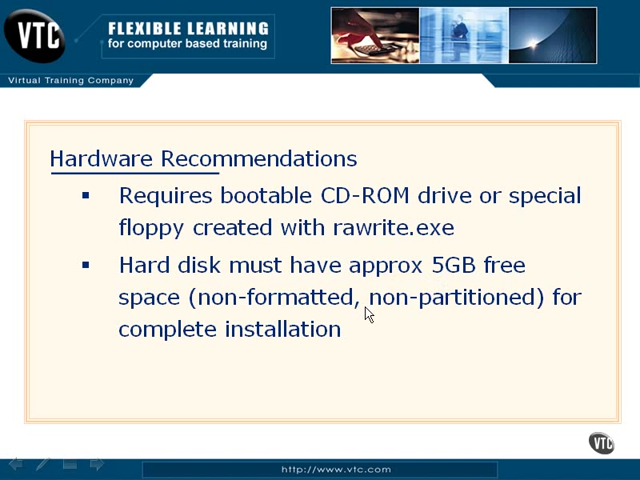 VTC
FLEXIBLE LEARNING
for computer based training
Virtual Training Company
Hardware Recommendations
▪ Requires bootable CD-ROM drive or special
floppy created with rawrite.exe
▪ Hard disk must have approx 5GB free
space (non-formatted, non-partitioned) for
complete installation
VTC
http://www.vtc.com